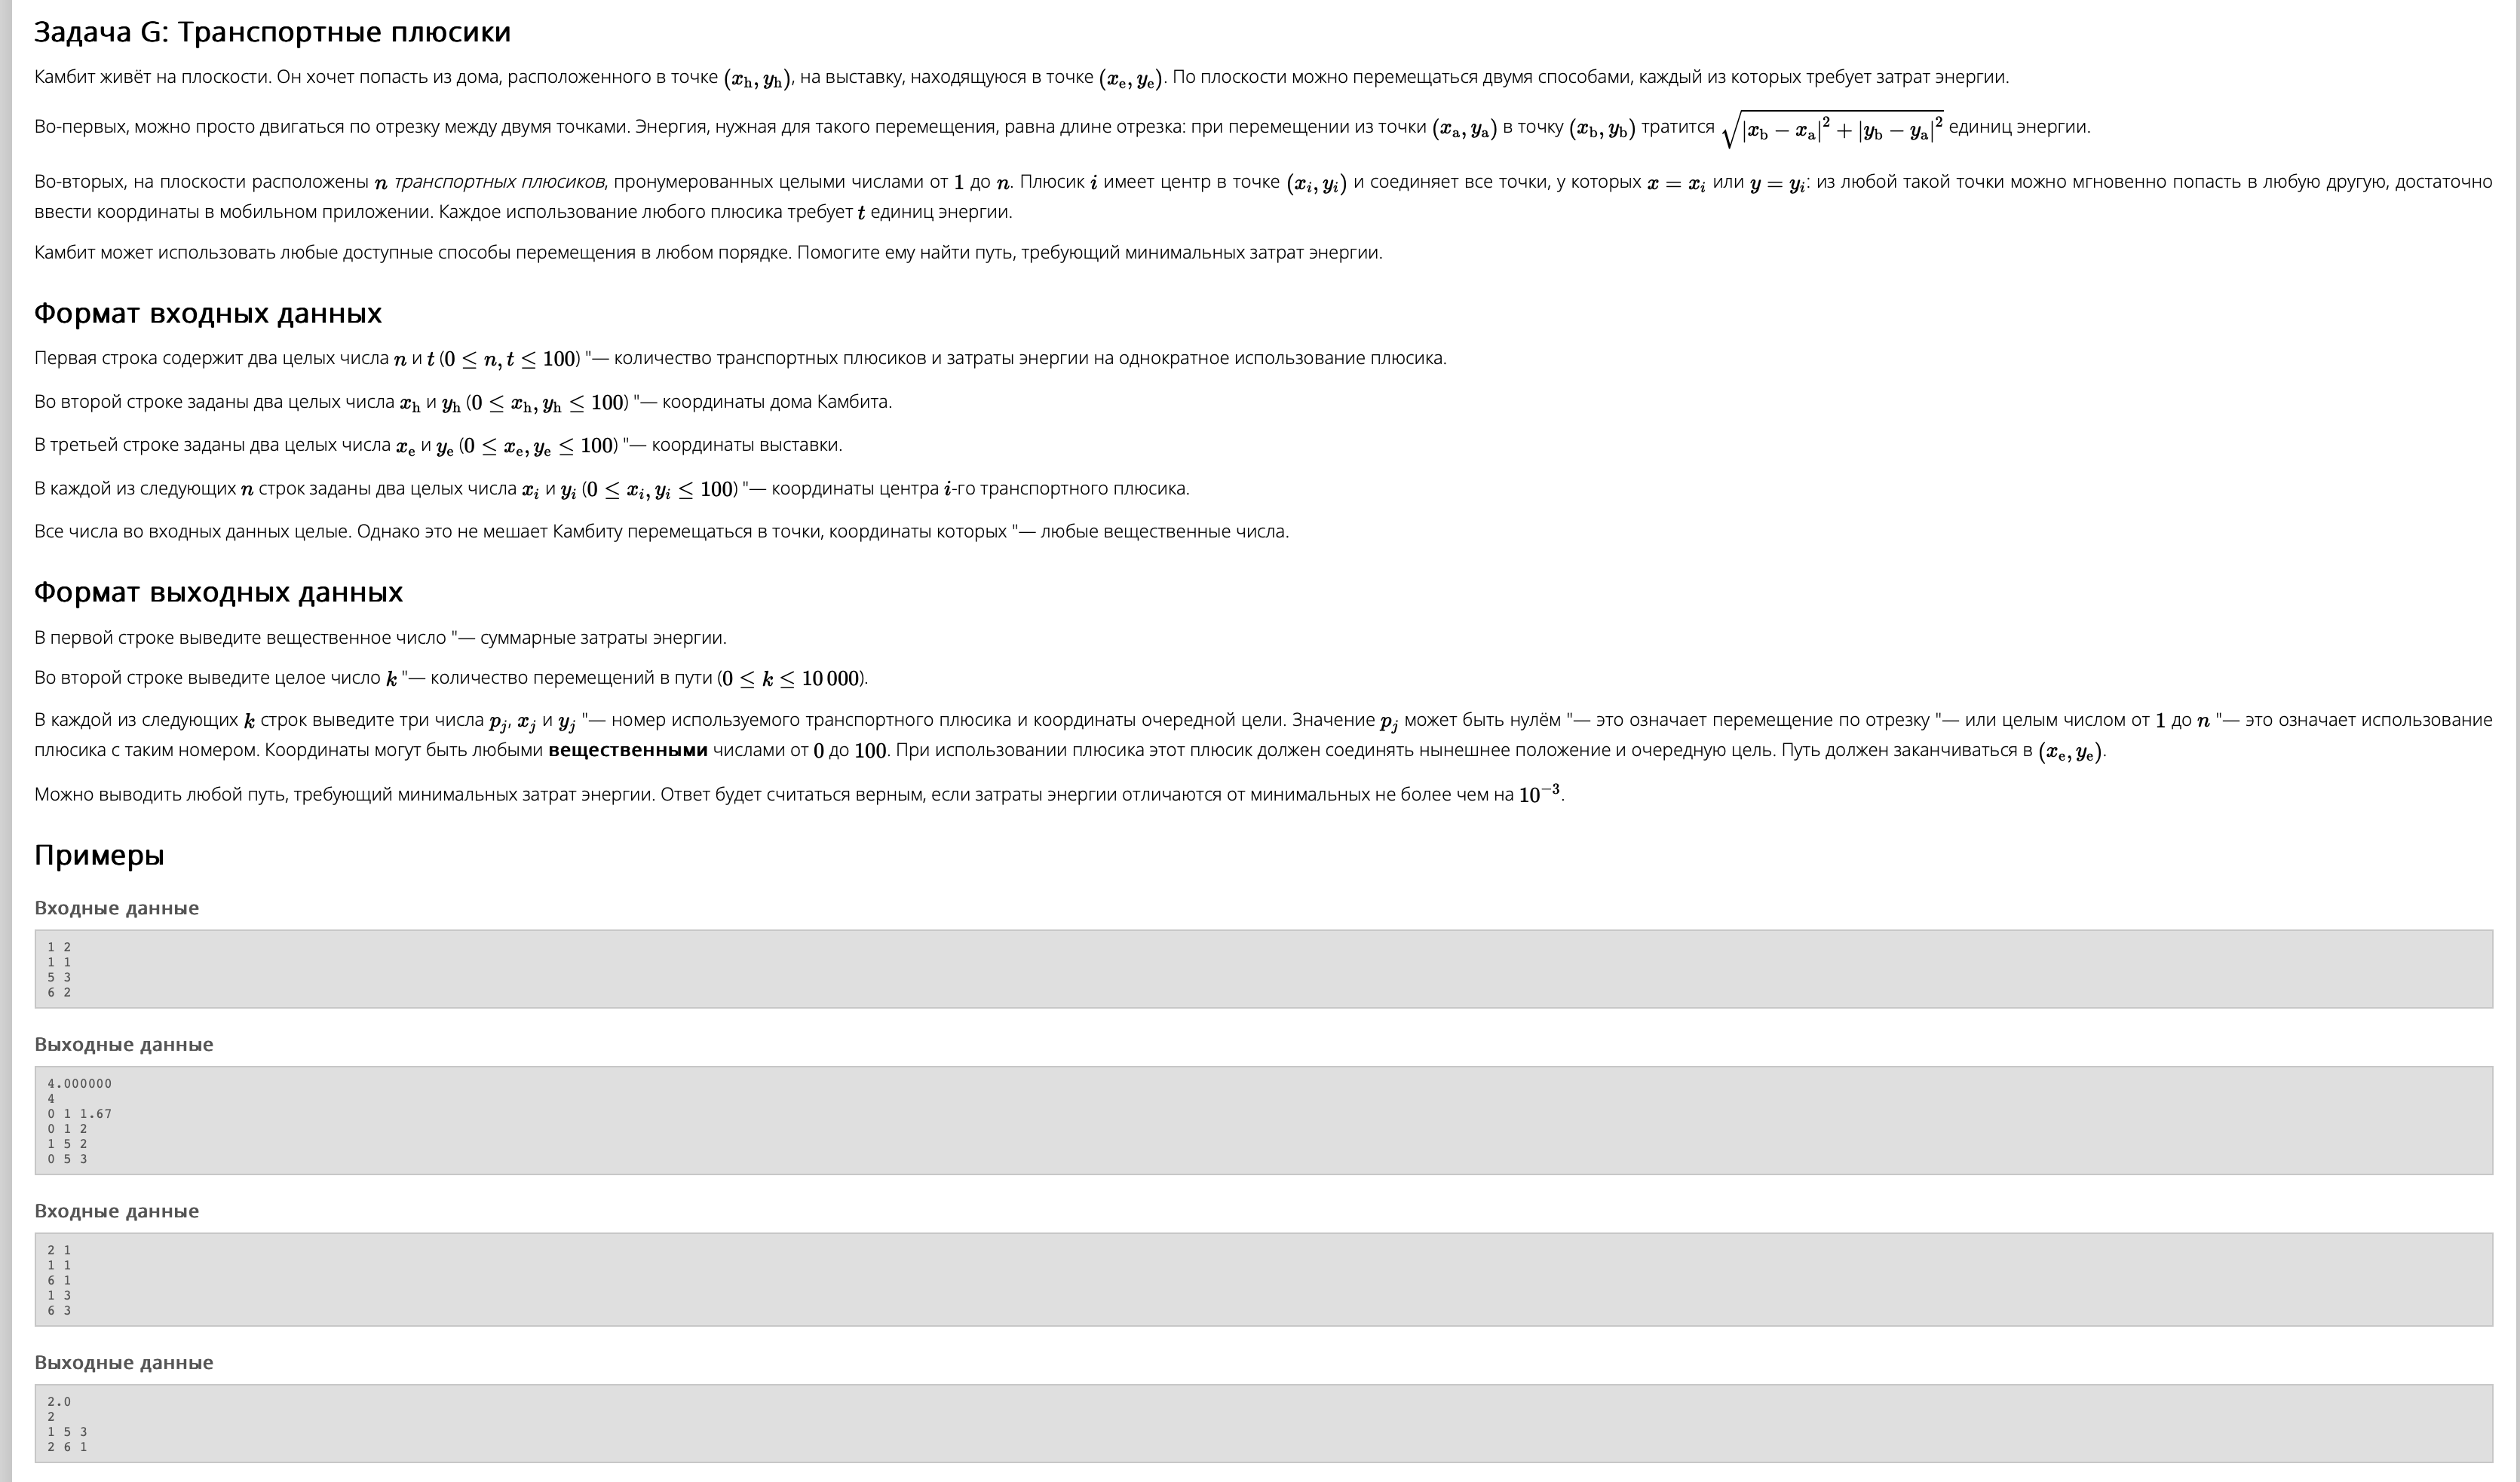 Задача G: Транспортные плюсики
Камбит живёт на плоскости. Он хочет попасть из дома, расположенного в точке (x_h, y_h), на выставку, находящуюся в точке (x_e, y_e). По плоскости можно перемещаться двумя способами, каждый из которых требует затрат энергии.
Во-первых, можно просто двигаться по отрезку между двумя точками. Энергия, нужная для такого перемещения, равна длине отрезка: при перемещении из точки (x_a, y_a) в точку (x_b, y_b) тратится √(|x_b − x_a|² + |y_b − y_a|²) единиц энергии.
Во-вторых, на плоскости расположены n транспортных плюсиков, пронумерованных целыми числами от 1 до n. Плюсик i имеет центр в точке (x_i, y_i) и соединяет все точки, у которых x = x_i или y = y_i: из любой такой точки можно мгновенно попасть в любую другую, достаточно
ввести координаты в мобильном приложении. Каждое использование любого плюсика требует t единиц энергии.
Камбит может использовать любые доступные способы перемещения в любом порядке. Помогите ему найти путь, требующий минимальных затрат энергии.
Формат входных данных
Первая строка содержит два целых числа n и t (0 ≤ n, t ≤ 100) "— количество транспортных плюсиков и затраты энергии на однократное использование плюсика.
Во второй строке заданы два целых числа x_h и y_h (0 ≤ x_h, y_h ≤ 100) "— координаты дома Камбита.
В третьей строке заданы два целых числа x_e и y_e (0 ≤ x_e, y_e ≤ 100) "— координаты выставки.
В каждой из следующих n строк заданы два целых числа x_i и y_i (0 ≤ x_i, y_i ≤ 100) "— координаты центра i-го транспортного плюсика.
Все числа во входных данных целые. Однако это не мешает Камбиту перемещаться в точки, координаты которых "— любые вещественные числа.
Формат выходных данных
В первой строке выведите вещественное число "— суммарные затраты энергии.
Во второй строке выведите целое число k "— количество перемещений в пути (0 ≤ k ≤ 10 000).
В каждой из следующих k строк выведите три числа p_j, x_j и y_j "— номер используемого транспортного плюсика и координаты очередной цели. Значение p_j может быть нулём "— это означает перемещение по отрезку "— или целым числом от 1 до n "— это означает использование
плюсика с таким номером. Координаты могут быть любыми вещественными числами от 0 до 100. При использовании плюсика этот плюсик должен соединять нынешнее положение и очередную цель. Путь должен заканчиваться в (x_e, y_e).
Можно выводить любой путь, требующий минимальных затрат энергии. Ответ будет считаться верным, если затраты энергии отличаются от минимальных не более чем на 10⁻³.
Примеры
Входные данные
1 2
1 1
5 3
6 2
Выходные данные
4.000000
4
0 1 1.67
0 1 2
1 5 2
0 5 3
Входные данные
2 1
1 1
6 1
1 3
6 3
Выходные данные
2.0
2
1 5 3
2 6 1